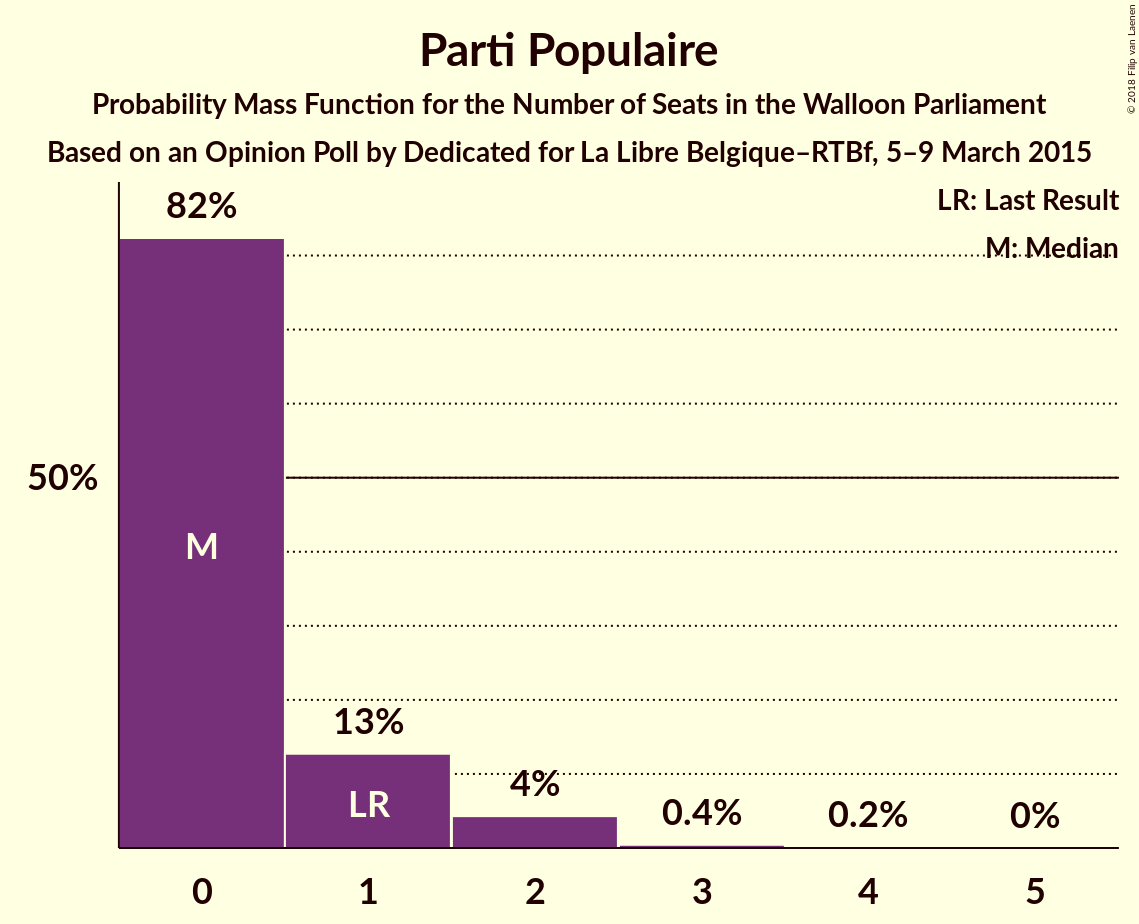 Parti Populaire
Probability Mass Function for the Number of Seats in the Walloon Parliament
Based on an Opinion Poll by Dedicated for La Libre Belgique–RTBf, 5–9 March 2015
© 2018 Filip van Laenen
LR: Last Result
M: Median
82%
50%
M
13%
LR
4%
0.4%
0.2%
0%
0 1 2 3 4 5